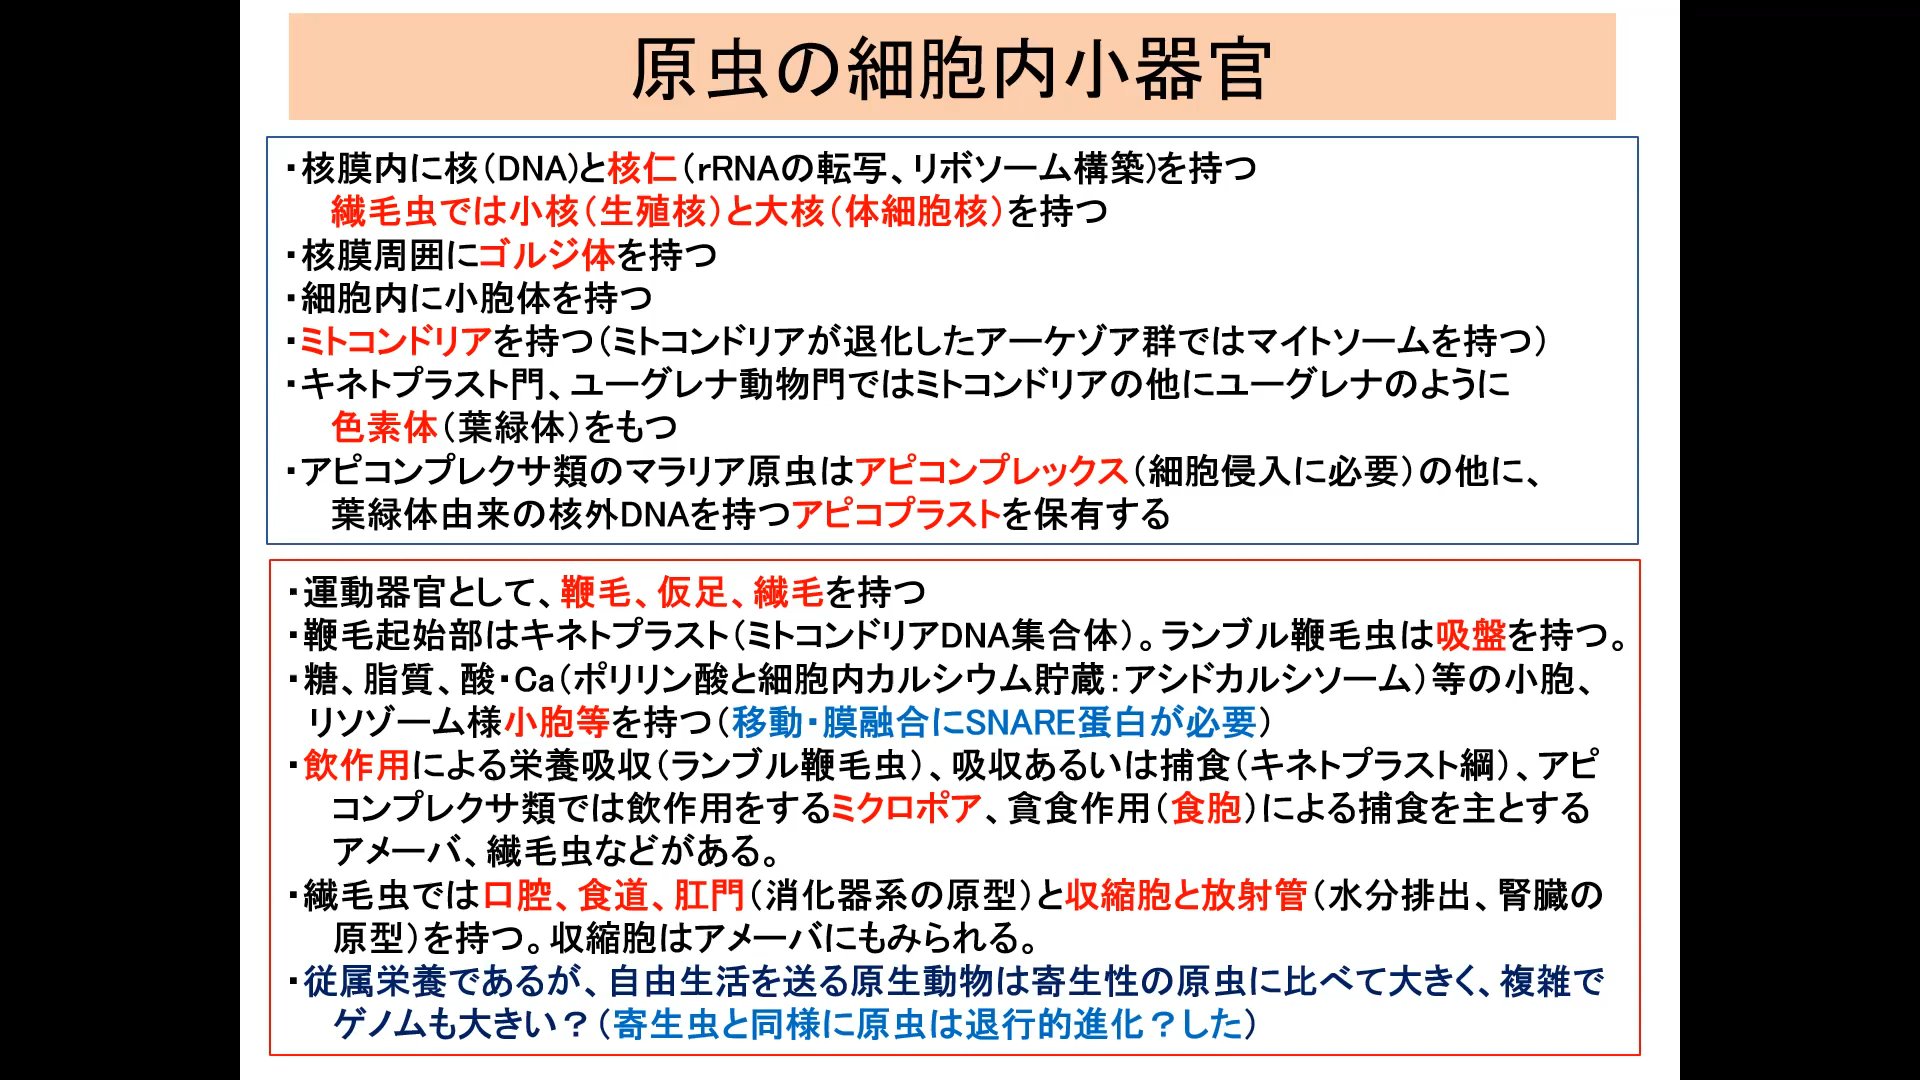 原虫の細胞内小器官
・核膜内に核（DNA)と核仁（rRNAの転写、リボソーム構築)を持つ
繊毛虫では小核（生殖核）と大核（体細胞核）を持つ
・核膜周囲にゴルジ体を持つ
・細胞内に小胞体を持つ
・ミトコンドリアを持つ（ミトコンドリアが退化したアーケゾア群ではマイトソームを持つ）
・キネトプラスト門、ユーグレナ動物門ではミトコンドリアの他にユーグレナのように
色素体（葉緑体）をもつ
・アピコンプレクサ類のマラリア原虫はアピコンプレックス（細胞侵入に必要）の他に、
葉緑体由来の核外DNAを持つアピコプラストを保有する
・運動器官として、鞭毛、仮足、繊毛を持つ
・鞭毛起始部はキネトプラスト（ミトコンドリアDNA集合体）。ランブル鞭毛虫は吸盤を持つ。
・糖、脂質、酸・Ca（ポリリン酸と細胞内カルシウム貯蔵：アシドカルシソーム）等の小胞、
リソゾーム様小胞等を持つ（移動・膜融合にSNARE蛋白が必要）
・飲作用による栄養吸収（ランブル鞭毛虫）、吸収あるいは捕食（キネトプラスト綱）、アピ
コンプレクサ類では飲作用をするミクロポア、貪食作用（食胞）による捕食を主とする
アメーバ、繊毛虫などがある。
・繊毛虫では口腔、食道、肛門（消化器系の原型）と収縮胞と放射管（水分排出、腎臓の
原型）を持つ。収縮胞はアメーバにもみられる。
・従属栄養であるが、自由生活を送る原生動物は寄生性の原虫に比べて大きく、複雑で
ゲノムも大きい？（寄生虫と同様に原虫は退行的進化？した）